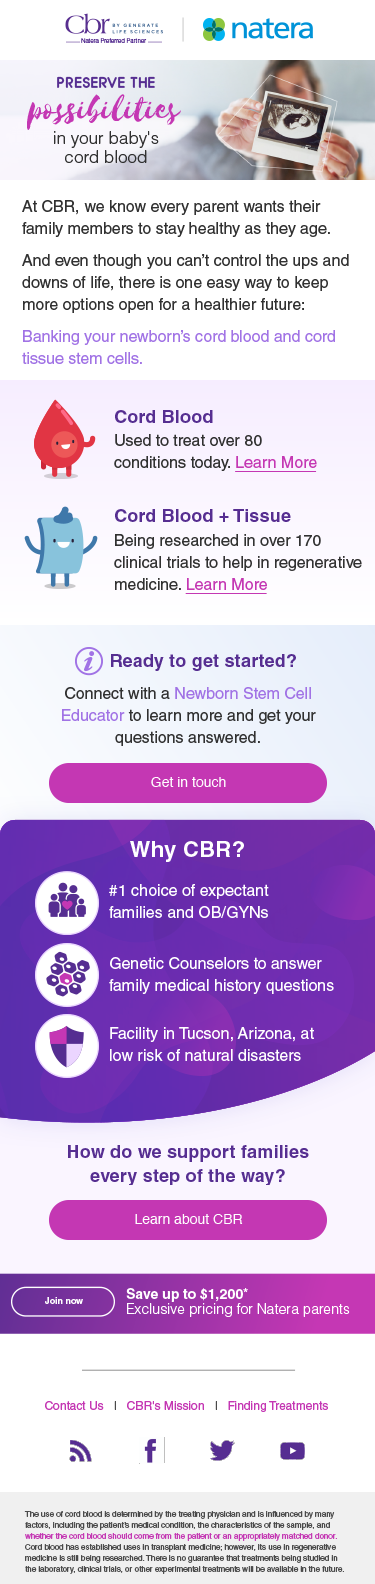 Cbr BY GENERATE LIFE SCIENCES
Natera Preferred Partner
natera
PRESERVE THE
possibilities
in your baby's
cord blood
At CBR, we know every parent wants their
family members to stay healthy as they age.
And even though you can't control the ups and
downs of life, there is one easy way to keep
more options open for a healthier future:
Banking your newborn's cord blood and cord
tissue stem cells.
Cord Blood
Used to treat over 80
conditions today. Learn More
Cord Blood + Tissue
Being researched in over 170
clinical trials to help in regenerative
medicine. Learn More
Ready to get started?
Connect with a Newborn Stem Cell
Educator to learn more and get your
questions answered.
Get in touch
Why CBR?
#1 choice of expectant
families and OB/GYNs
Genetic Counselors to answer
family medical history questions
Facility in Tucson, Arizona, at
low risk of natural disasters
How do we support families
every step of the way?
Learn about CBR
Join now
Save up to $1,200*
Exclusive pricing for Natera parents
Contact Us | CBR's Mission | Finding Treatments
The use of cord blood is determined by the treating physician and is influenced by many
factors, including the patient's medical condition, the characteristics of the sample, and
whether the cord blood should come from the patient or an appropriately matched donor.
Cord blood has established uses in transplant medicine; however, its use in regenerative
medicine is still being researched. There is no guarantee that treatments being studied in
the laboratory, clinical trials, or other experimental treatments will be available in the future.